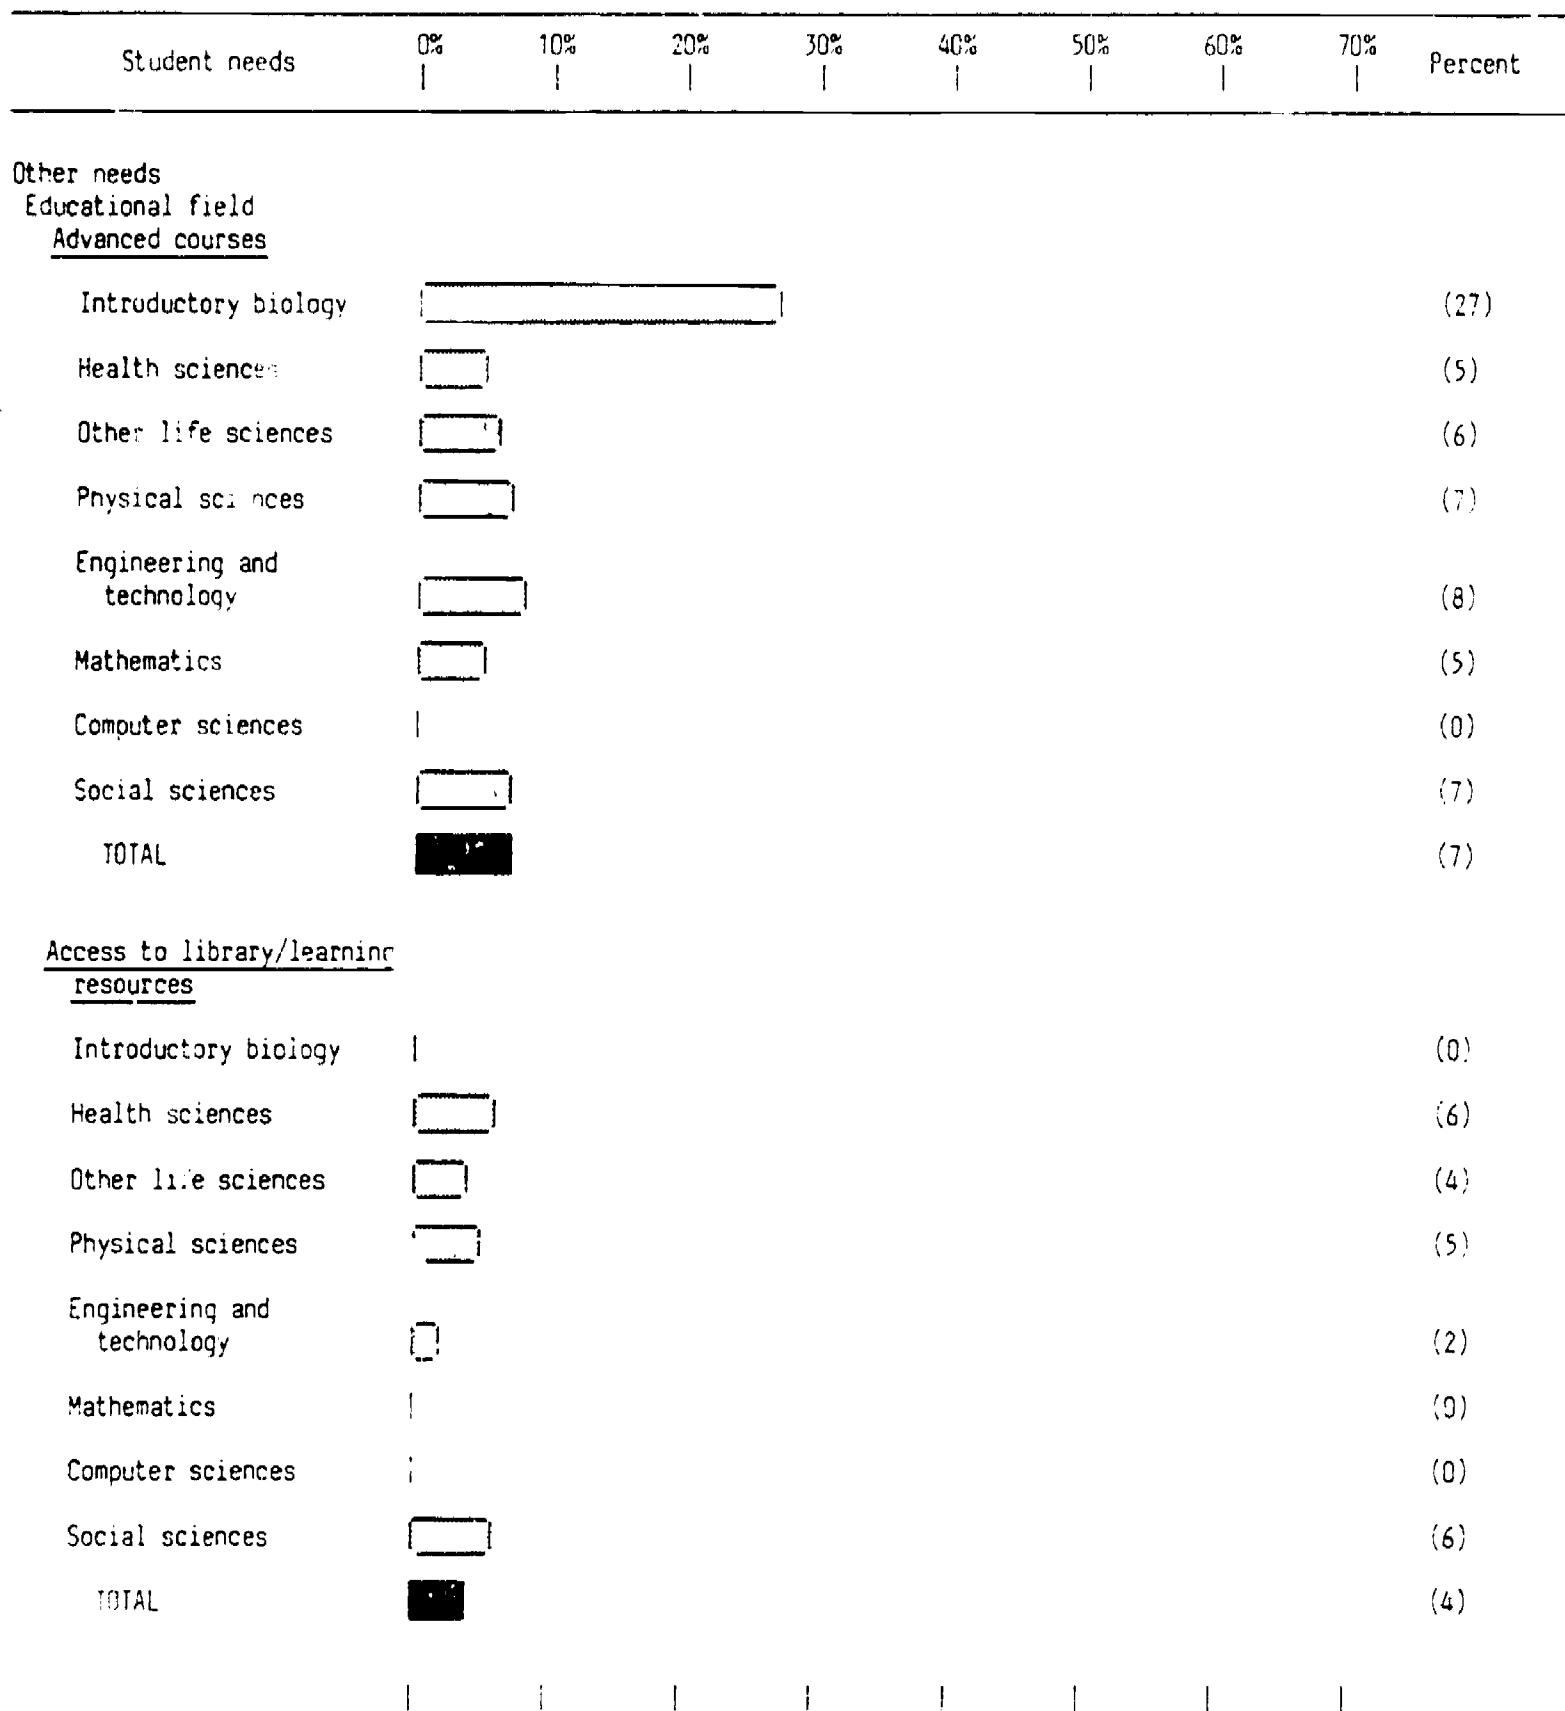 Student needs 0% 10% 20% 30% 40% 50% 60% 70% Percent
Other needs
Educational field
Advanced courses
Introductory biology (27)
Health sciences (5)
Other life sciences (6)
Physical sciences (7)
Engineering and
technology (8)
Mathematics (5)
Computer sciences (0)
Social sciences (7)
TOTAL (7)
Access to library/learning
resources
Introductory biology (0)
Health sciences (6)
Other life sciences (4)
Physical sciences (5)
Engineering and
technology (2)
Mathematics (0)
Computer sciences (0)
Social sciences (6)
TOTAL (4)